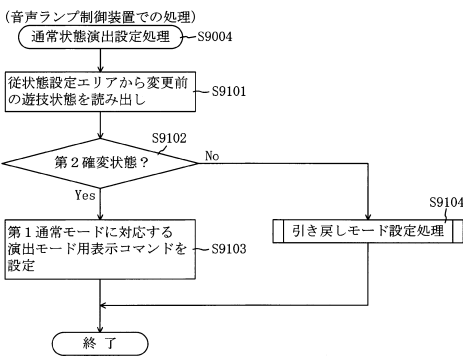 (音声ランプ制御装置での処理)
通常状態演出設定処理
S9004
従状態設定エリアから変更前
の遊技状態を読み出し
S9101
S9102
第2確変状態?
No
Yes
S9104
第1通常モードに対応する
演出モード用表示コマンドを
設定
S9103
引き戻しモード設定処理
終了